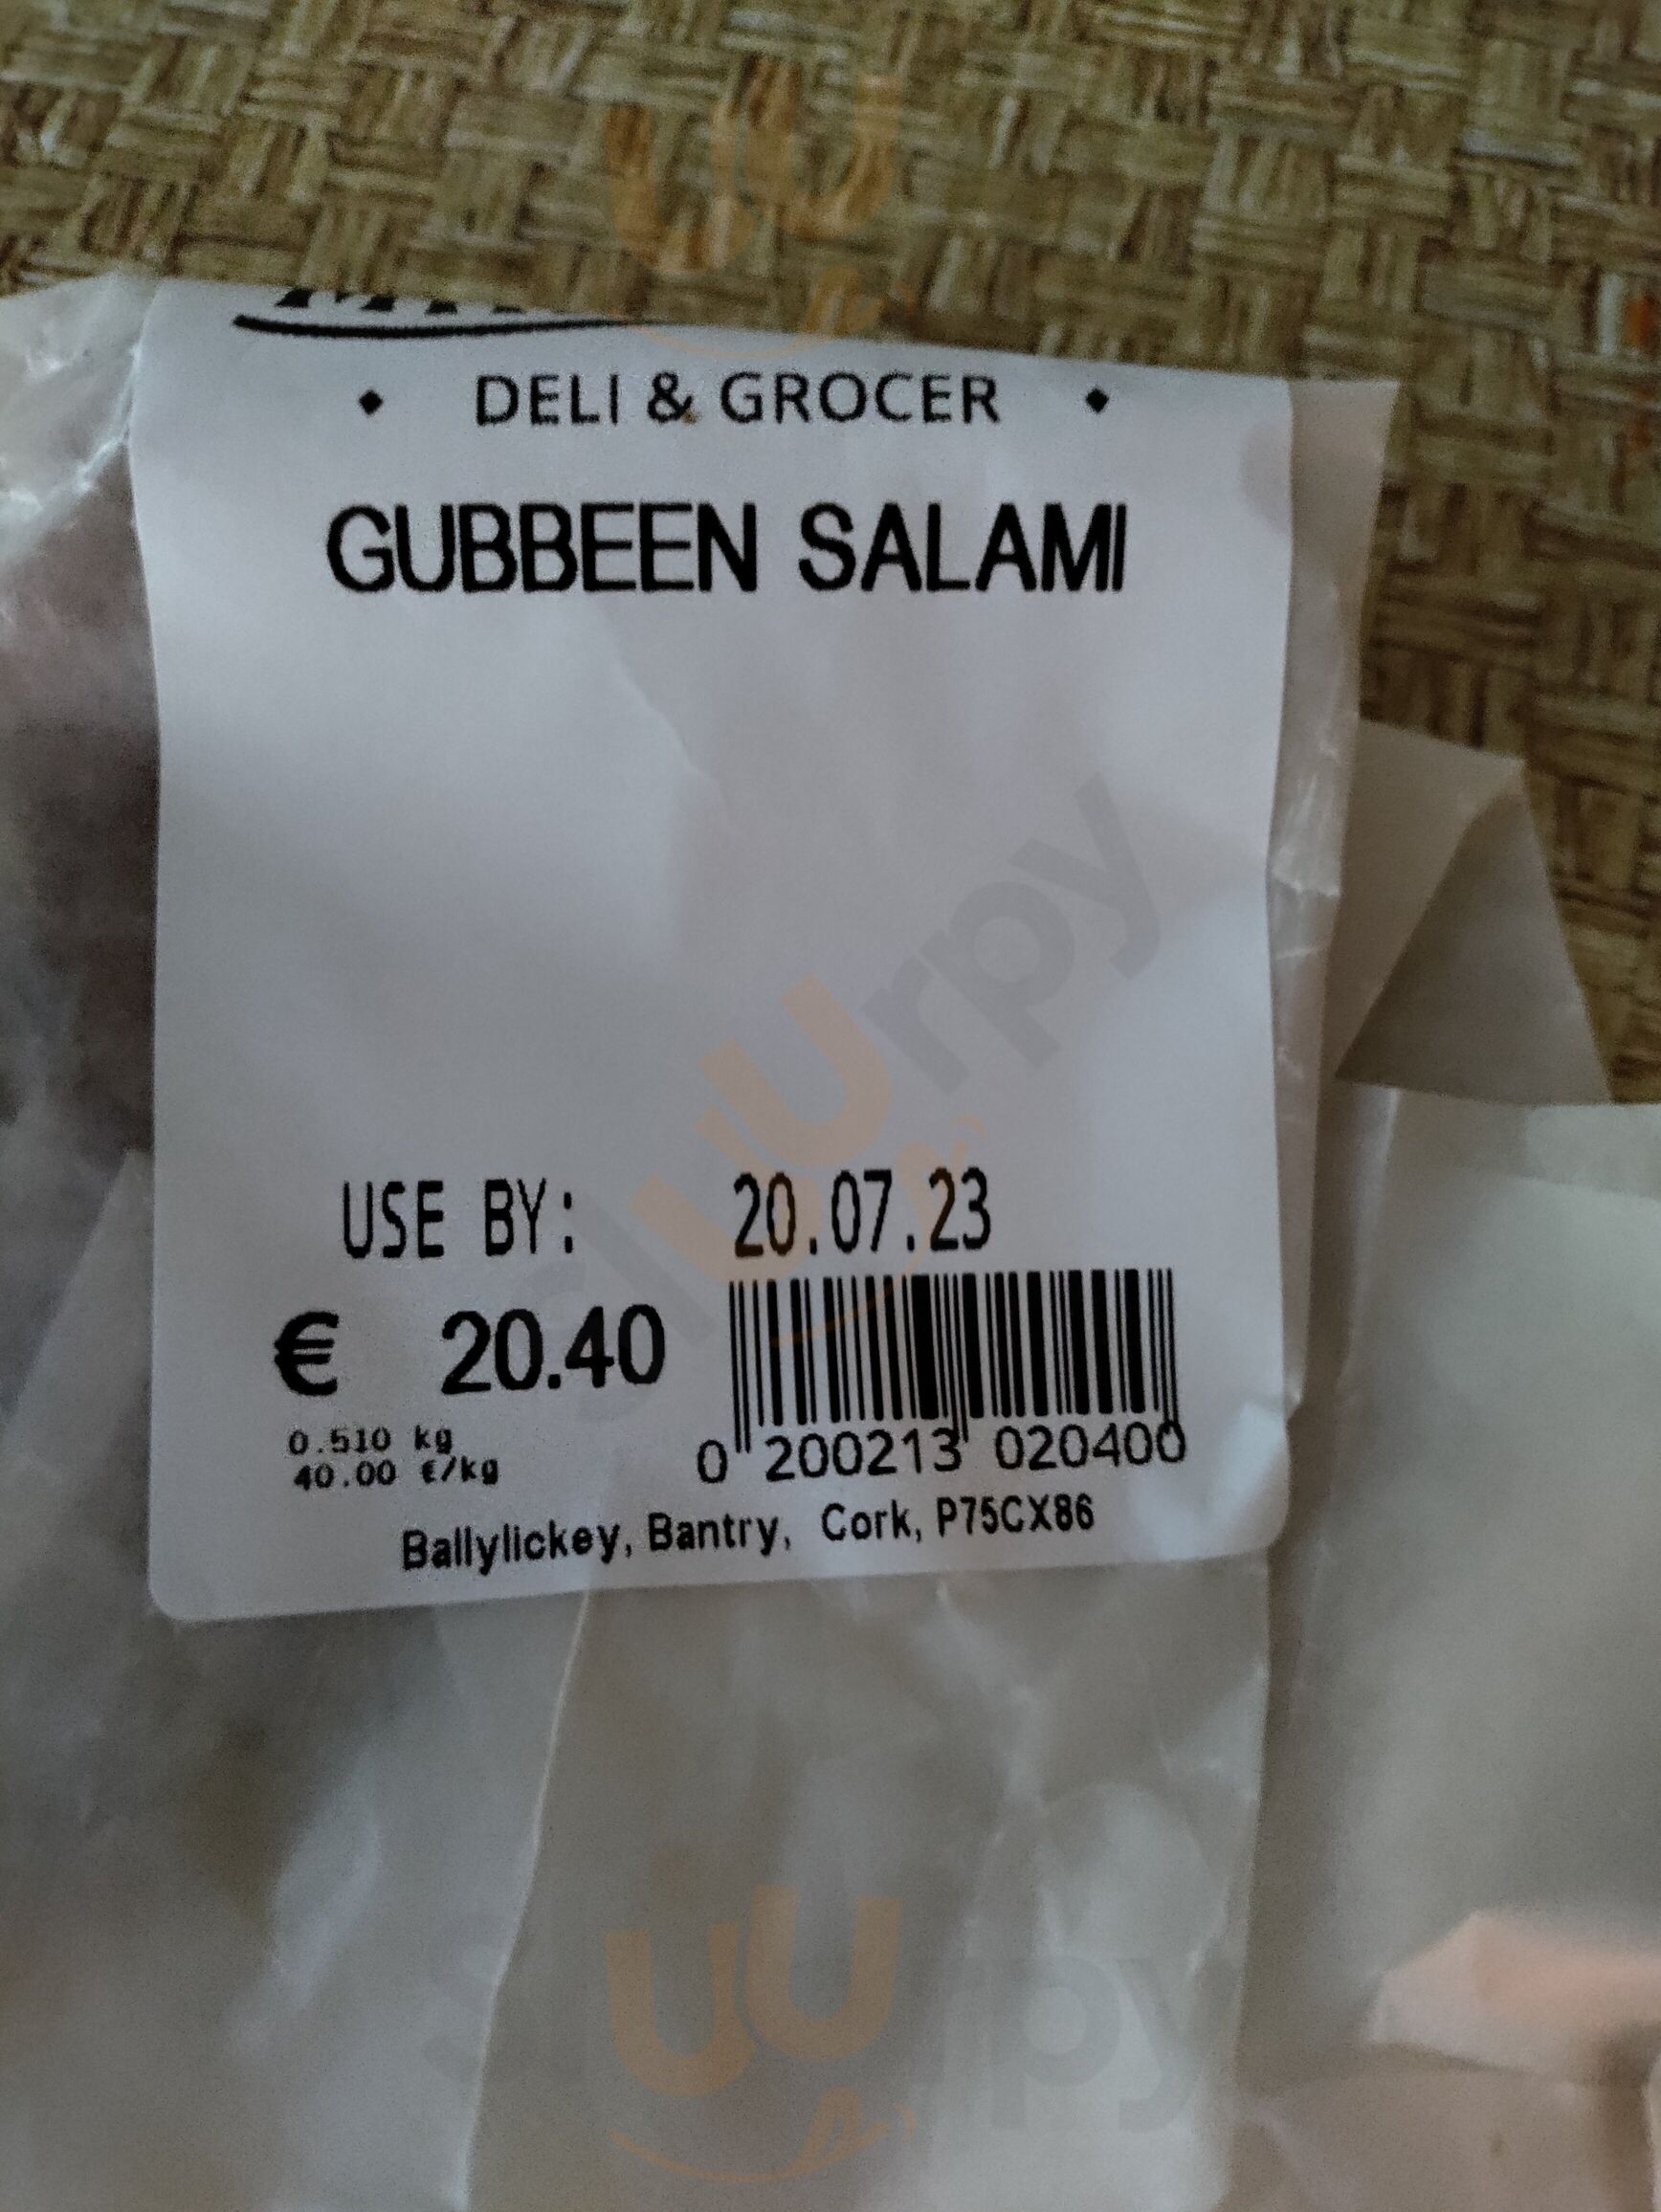 • DELI & GROCER •
GUBBEEN SALAMI
USE BY: 20.07.23
€ 20.40
0.510 kg
40.00 €/kg
0 200213 020400
Ballylickey, Bantry, Cork, P75CX86
slurpy